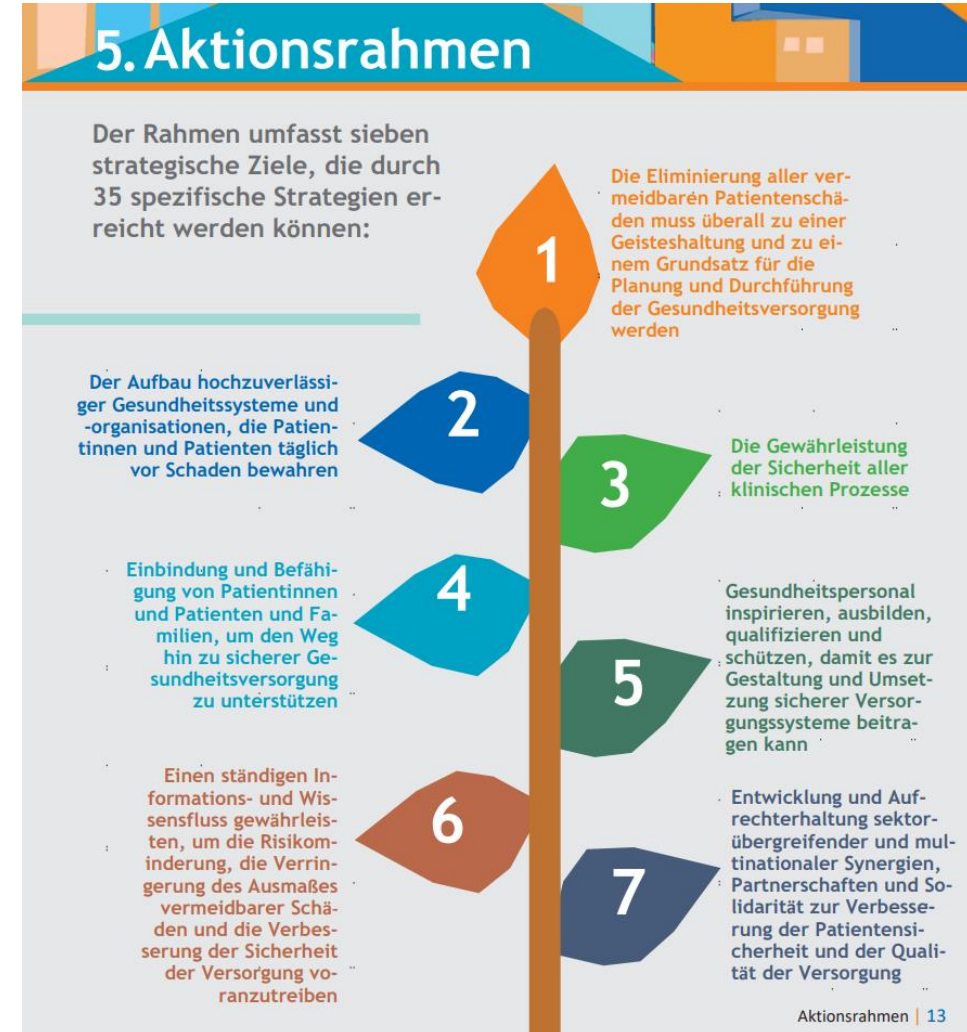 5. Aktionsrahmen
Der Rahmen umfasst sieben
strategische Ziele, die durch
35 spezifische Strategien er-
reicht werden können:
1
Die Eliminierung aller ver-
meidbaren Patientenschä-
den muss überall zu einer
Geisteshaltung und zu ei-
nem Grundsatz für die
Planung und Durchführung
der Gesundheitsversorgung
werden
2
Der Aufbau hochzuverlässi-
ger Gesundheitssysteme und
-organisationen, die Patien-
tinnen und Patienten täglich
vor Schaden bewahren
3
Die Gewährleistung
der Sicherheit aller
klinischen Prozesse
4
Einbindung und Befähi-
gung von Patientinnen
und Patienten und Fa-
milien, um den Weg
hin zu sicherer Ge-
sundheitsversorgung
zu unterstützen
5
Gesundheitspersonal
inspirieren, ausbilden,
qualifizieren und
schützen, damit es zur
Gestaltung und Umset-
zung sicherer Versor-
gungssysteme beitra-
gen kann
6
Einen ständigen In-
formations- und Wis-
sensfluss gewährleis-
ten, um die Risikom-
inderung, die Verrin-
gerung des Ausmaßes
vermeidbarer Schä-
den und die Verbes-
serung der Sicherheit
der Versorgung vo-
ranzutreiben
7
Entwicklung und Auf-
rechterhaltung sektor-
übergreifender und mul-
tinationaler Synergien,
Partnerschaften und So-
lidarität zur Verbesse-
rung der Patientensi-
cherheit und der Quali-
tät der Versorgung
Aktionsrahmen | 13